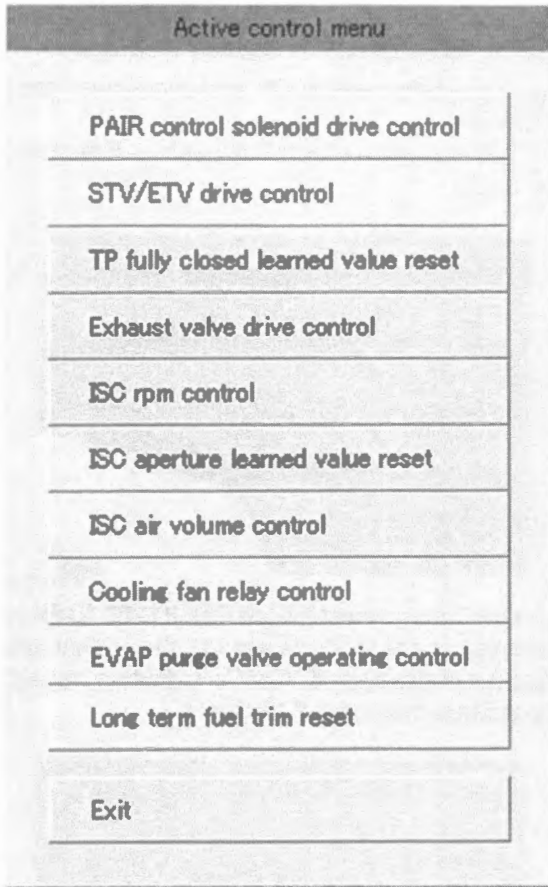 Active control menu
PAIR control solenoid drive control
STV/ETV drive control
TP fully closed learned value reset
Exhaust valve drive control
ISC rpm control
ISC aperture learned value reset
ISC air volume control
Cooling fan relay control
EVAP purge valve operating control
Long term fuel trim reset
Exit